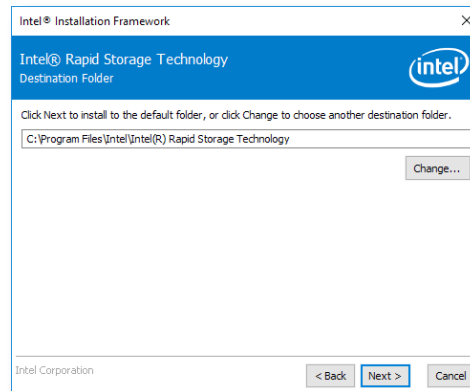 Intel® Installation Framework
Intel® Rapid Storage Technology
Destination Folder
intel
Click Next to install to the default folder, or click Change to choose another destination folder.
C:\Program Files\Intel\Intel(R) Rapid Storage Technology
Change...
Intel Corporation
< Back Next > Cancel